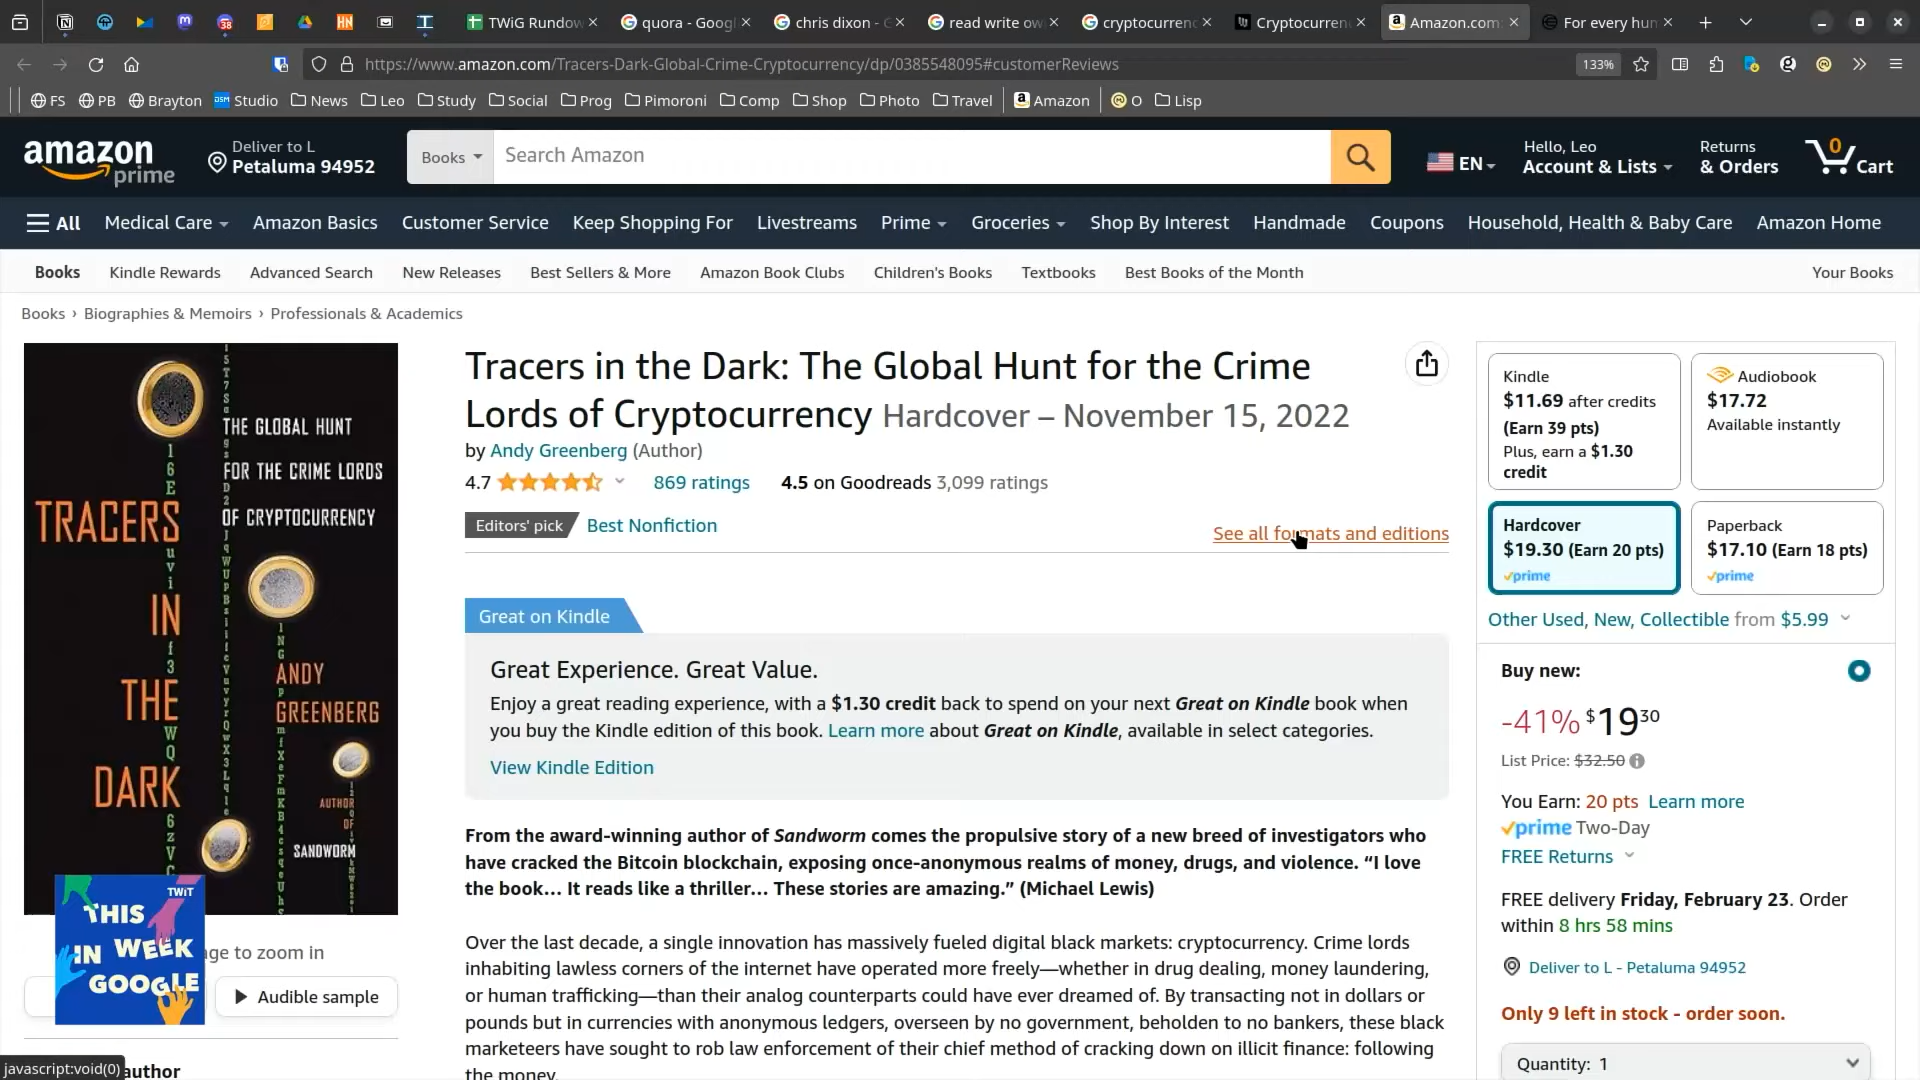 TWiG Rundow
quora - Googl
chris dixon - G
read write ow
cryptocurrenc
Cryptocurren
Amazon.com
For every hun
https://www.amazon.com/Tracers-Dark-Global-Crime-Cryptocurrency/dp/0385548095#customerReviews
133%
FS PB Brayton Studio News Leo Study Social Prog Pimoroni Comp Shop Photo Travel Amazon O Lisp
amazon prime
Deliver to L
Petaluma 94952
Books
Search Amazon
EN
Hello, Leo
Account & Lists
Returns
& Orders
0
Cart
All Medical Care Amazon Basics Customer Service Keep Shopping For Livestreams Prime Groceries Shop By Interest Handmade Coupons Household, Health & Baby Care Amazon Home
Books Kindle Rewards Advanced Search New Releases Best Sellers & More Amazon Book Clubs Children's Books Textbooks Best Books of the Month Your Books
Books › Biographies & Memoirs › Professionals & Academics
THE GLOBAL HUNT
FOR THE CRIME LORDS
OF CRYPTOCURRENCY
TRACERS
IN
THE
DARK
ANDY
GREENBERG
AUTHOR
OF
SANDWORM
TWiT
THIS
IN WEEK
GOOGLE
ge to zoom in
Audible sample
author
javascript:void(0)
Tracers in the Dark: The Global Hunt for the Crime
Lords of Cryptocurrency Hardcover – November 15, 2022
by Andy Greenberg (Author)
4.7 869 ratings 4.5 on Goodreads 3,099 ratings
Editors' pick Best Nonfiction
See all formats and editions
Great on Kindle
Great Experience. Great Value.
Enjoy a great reading experience, with a $1.30 credit back to spend on your next Great on Kindle book when
you buy the Kindle edition of this book. Learn more about Great on Kindle, available in select categories.
View Kindle Edition
From the award-winning author of Sandworm comes the propulsive story of a new breed of investigators who
have cracked the Bitcoin blockchain, exposing once-anonymous realms of money, drugs, and violence. “I love
the book… It reads like a thriller… These stories are amazing.” (Michael Lewis)
Over the last decade, a single innovation has massively fueled digital black markets: cryptocurrency. Crime lords
inhabiting lawless corners of the internet have operated more freely—whether in drug dealing, money laundering,
or human trafficking—than their analog counterparts could have ever dreamed of. By transacting not in dollars or
pounds but in currencies with anonymous ledgers, overseen by no government, beholden to no bankers, these black
marketeers have sought to rob law enforcement of their chief method of cracking down on illicit finance: following
the money.
Kindle
$11.69 after credits
(Earn 39 pts)
Plus, earn a $1.30
credit
Audiobook
$17.72
Available instantly
Hardcover
$19.30 (Earn 20 pts)
prime
Paperback
$17.10 (Earn 18 pts)
prime
Other Used, New, Collectible from $5.99
Buy new:
-41% $19 30
List Price: $32.50
You Earn: 20 pts Learn more
prime Two-Day
FREE Returns
FREE delivery Friday, February 23. Order
within 8 hrs 58 mins
Deliver to L - Petaluma 94952
Only 9 left in stock - order soon.
Quantity: 1